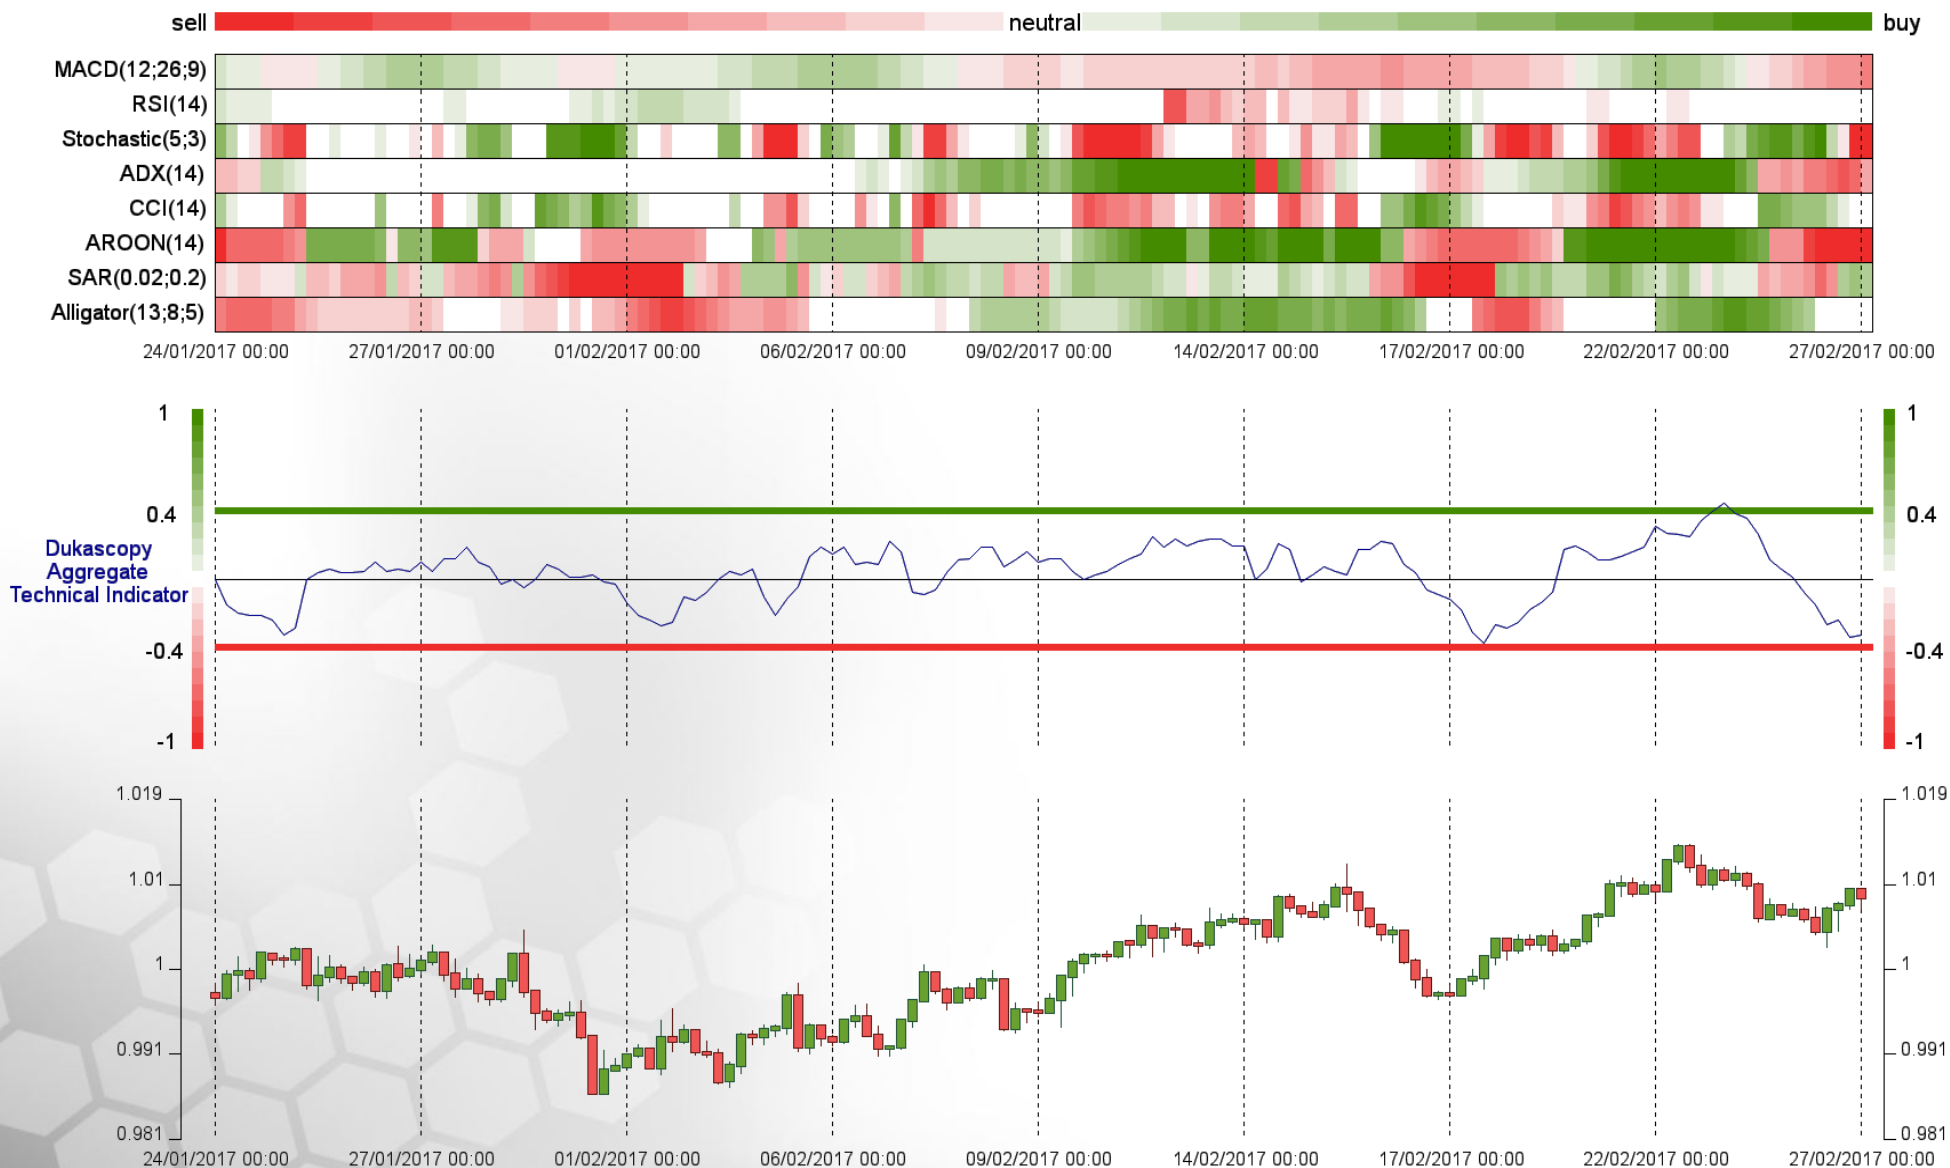 sell neutral buy
MACD(12;26;9)
RSI(14)
Stochastic(5;3)
ADX(14)
CCI(14)
AROON(14)
SAR(0.02;0.2)
Alligator(13;8;5)
24/01/2017 00:00 27/01/2017 00:00 01/02/2017 00:00 06/02/2017 00:00 09/02/2017 00:00 14/02/2017 00:00 17/02/2017 00:00 22/02/2017 00:00 27/02/2017 00:00
1 1
0.4 0.4
Dukascopy
Aggregate
Technical Indicator
-0.4 -0.4
-1 -1
1.019 1.019
1.01 1.01
1 1
0.991 0.991
0.981 0.981
24/01/2017 00:00 27/01/2017 00:00 01/02/2017 00:00 06/02/2017 00:00 09/02/2017 00:00 14/02/2017 00:00 17/02/2017 00:00 22/02/2017 00:00 27/02/2017 00:00